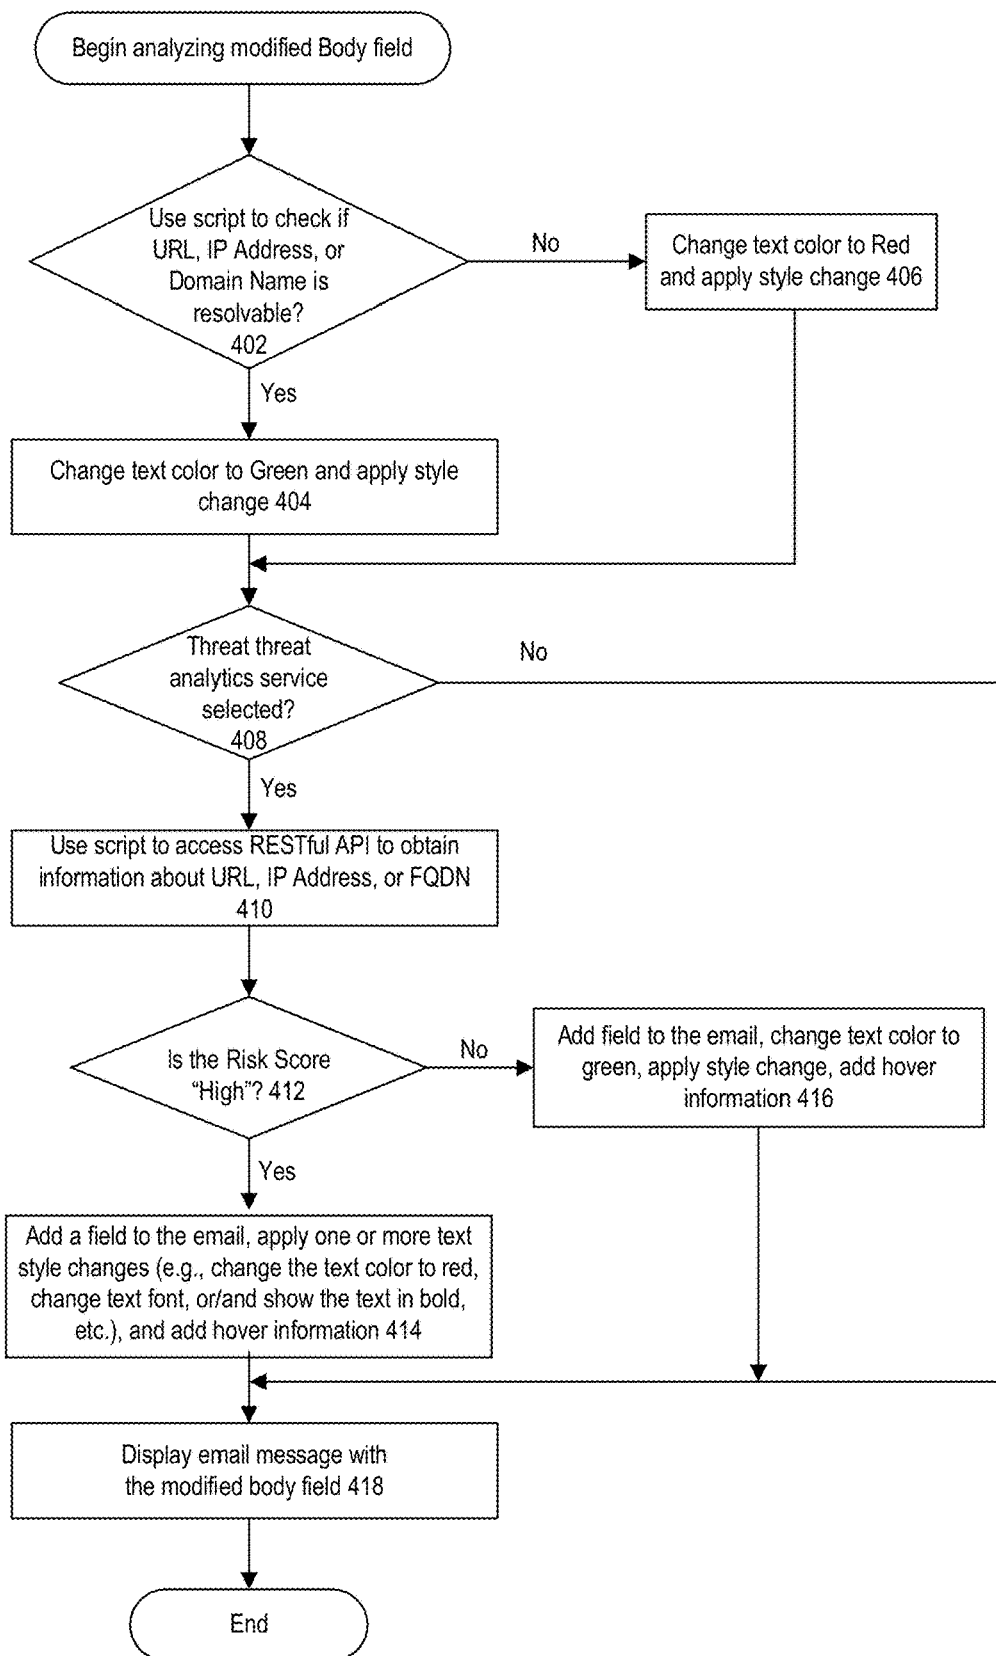 Begin analyzing modified Body field
Use script to check if
URL, IP Address, or
Domain Name is
resolvable?
402
No
Change text color to Red
and apply style change 406
Yes
Change text color to Green and apply style
change 404
Threat threat
analytics service
selected?
408
No
Yes
Use script to access RESTful API to obtain
information about URL, IP Address, or FQDN
410
Is the Risk Score
“High”? 412
No
Add field to the email, change text color to
green, apply style change, add hover
information 416
Yes
Add a field to the email, apply one or more text
style changes (e.g., change the text color to red,
change text font, or/and show the text in bold,
etc.), and add hover information 414
Display email message with
the modified body field 418
End